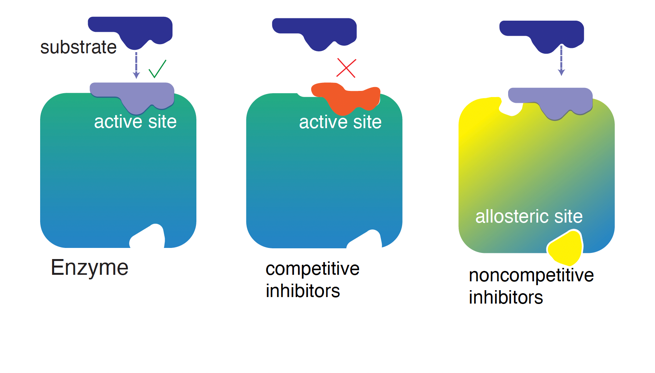 substrate
active site
active site
allosteric site
Enzyme
competitive
inhibitors
noncompetitive
inhibitors